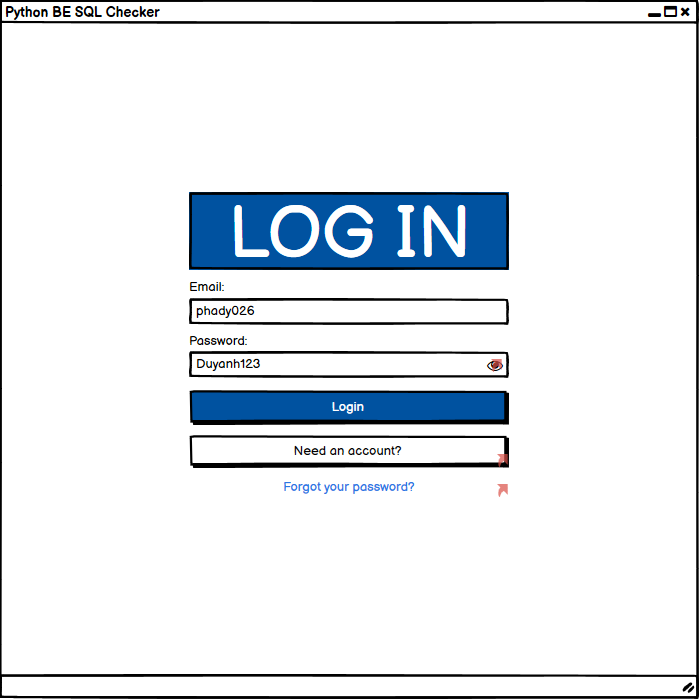 Python BE SQL Checker
LOG IN
Email:
phady026
Password:
Duyanh123
Login
Need an account?
Forgot your password?